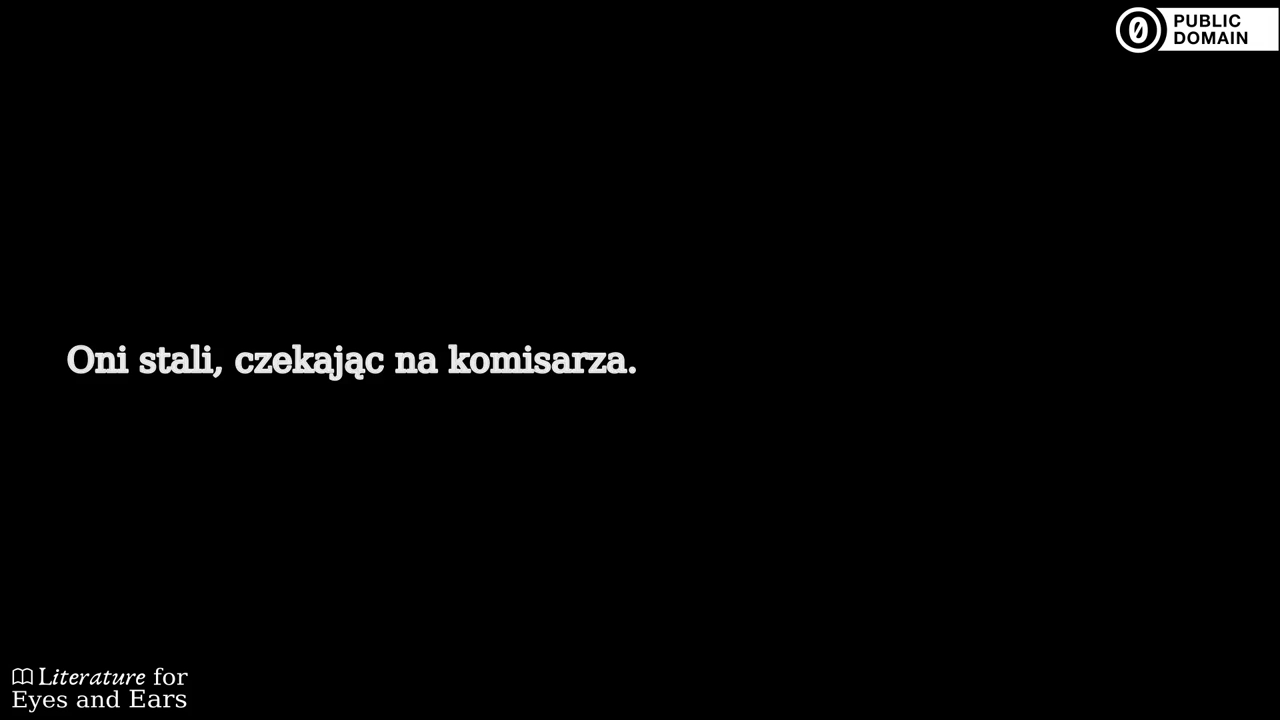 PUBLIC
DOMAIN
Oni stali, czekając na komisarza.
Literature for
Eyes and Ears